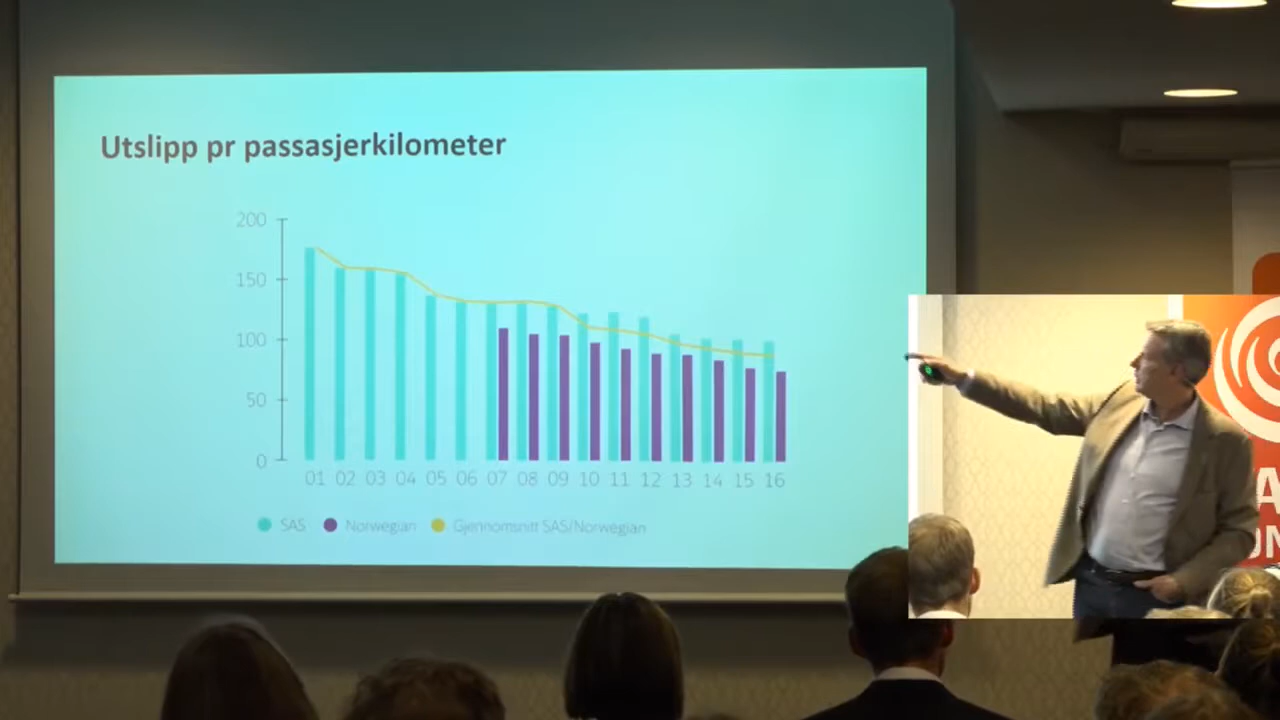 Utslipp pr passasjerkilometer
200
150
100
50
0
01 02 03 04 05 06 07 08 09 10 11 12 13 14 15 16
SAS Norwegian Gjennomsnitt SAS/Norwegian